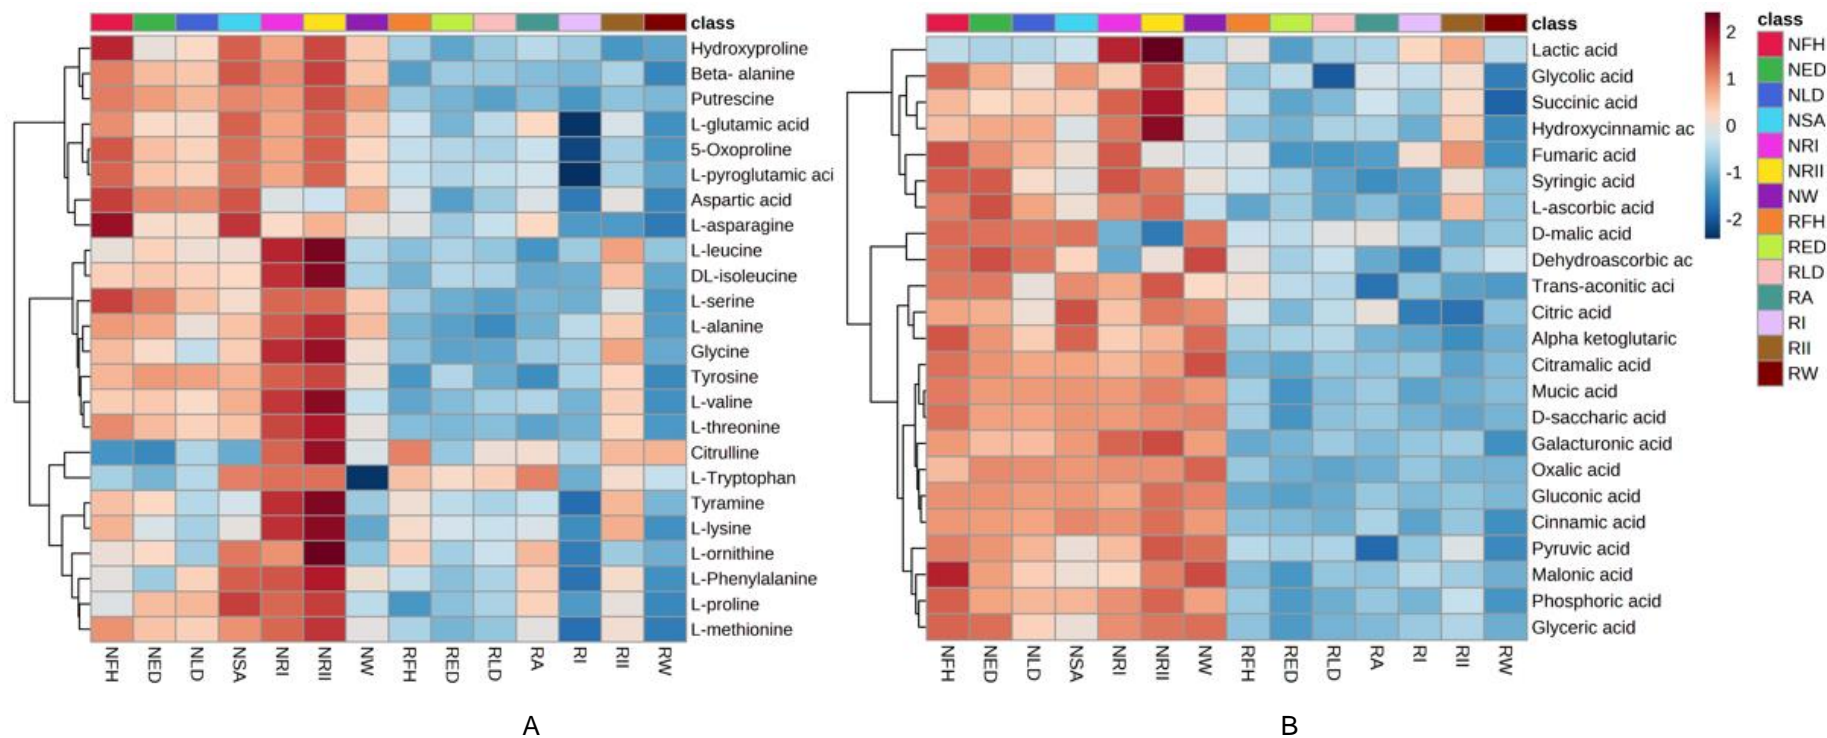 class
Hydroxyproline
Beta- alanine
Putrescine
L-glutamic acid
5-Oxoproline
L-pyroglutamic aci
Aspartic acid
L-asparagine
L-leucine
DL-isoleucine
L-serine
L-alanine
Glycine
Tyrosine
L-valine
L-threonine
Citrulline
L-Tryptophan
Tyramine
L-lysine
L-ornithine
L-Phenylalanine
L-proline
L-methionine
NFH NED NLD NSA NRI NRII NW RFH RED RLD RA RI RII RW
A
class
Lactic acid
Glycolic acid
Succinic acid
Hydroxycinnamic ac
Fumaric acid
Syringic acid
L-ascorbic acid
D-malic acid
Dehydroascorbic ac
Trans-aconitic aci
Citric acid
Alpha ketoglutaric
Citramalic acid
Mucic acid
D-saccharic acid
Galacturonic acid
Oxalic acid
Gluconic acid
Cinnamic acid
Pyruvic acid
Malonic acid
Phosphoric acid
Glyceric acid
NFH NED NLD NSA NRI NRII NW RFH RED RLD RA RI RII RW
B
2
1
0
-1
-2
class
NFH
NED
NLD
NSA
NRI
NRII
NW
RFH
RED
RLD
RA
RI
RII
RW